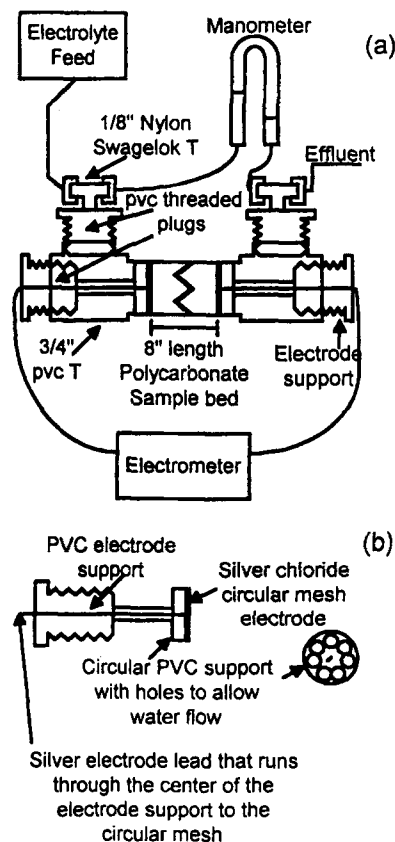 Electrolyte
Feed
Manometer
(a)
1/8" Nylon
Swagelok T
Effluent
pvc threaded
plugs
3/4"
pvc T
8" length
Polycarbonate
Sample bed
Electrode
support
Electrometer
(b)
PVC electrode
support
Silver chloride
circular mesh
electrode
Circular PVC support
with holes to allow
water flow
Silver electrode lead that runs
through the center of the
electrode support to the
circular mesh